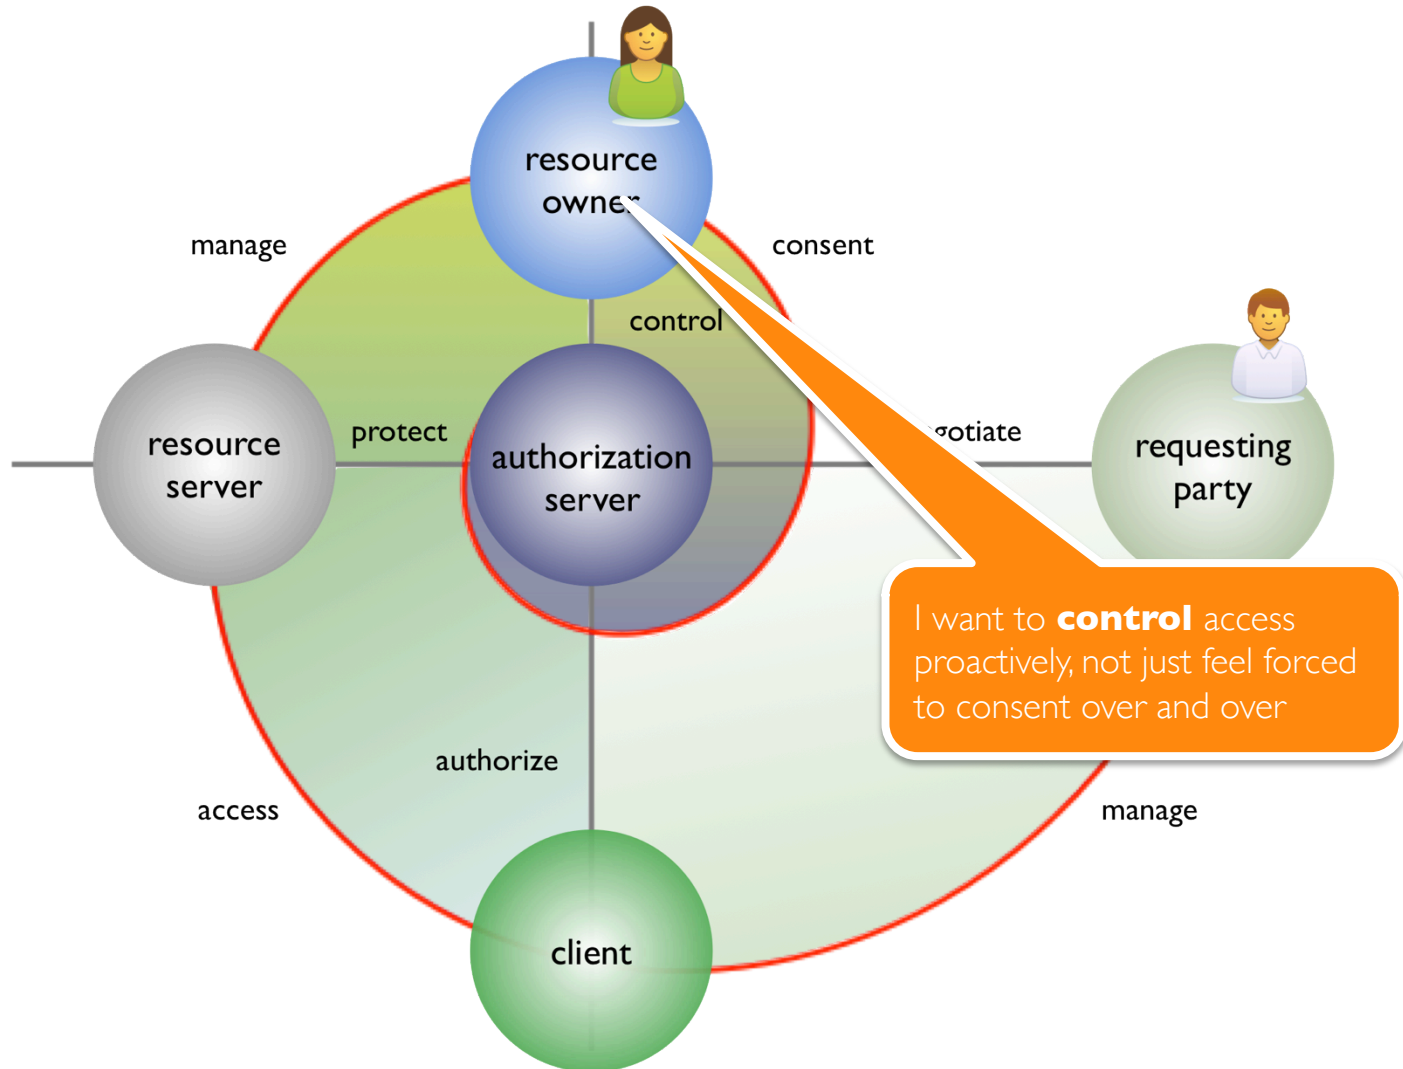 resource
owner
manage
consent
control
protect
resource
server
authorization
server
gotiate
requesting
party
I want to control access
proactively, not just feel forced
to consent over and over
authorize
access
manage
client